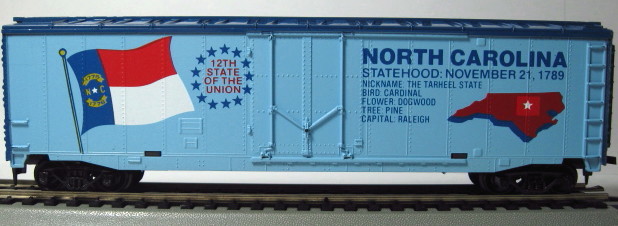 N C
12TH
STATE
OF THE
UNION
NORTH CAROLINA
STATEHOOD: NOVEMBER 21, 1789
NICKNAME: THE TARHEEL STATE
BIRD: CARDINAL
FLOWER: DOGWOOD
TREE: PINE
CAPITAL: RALEIGH